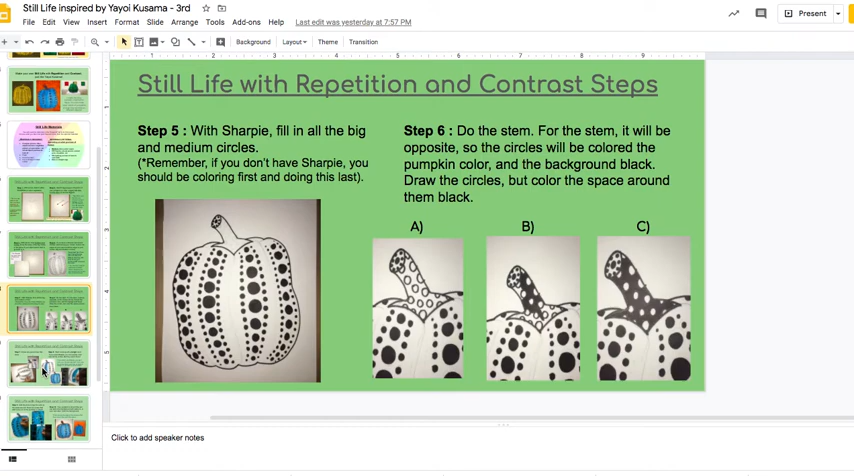 Still Life inspired by Yayoi Kusama - 3rd
File Edit View Insert Format Slide Arrange Tools Add-ons Help Last edit was yesterday at 7:57 PM
Present
Background Layout Theme Transition
Still Life with Repetition and Contrast Steps
Step 5 : With Sharpie, fill in all the big
and medium circles.
(*Remember, if you don't have Sharpie, you
should be coloring first and doing this last).
Step 6 : Do the stem. For the stem, it will be
opposite, so the circles will be colored the
pumpkin color, and the background black.
Draw the circles, but color the space around
them black.
A) B) C)
Click to add speaker notes